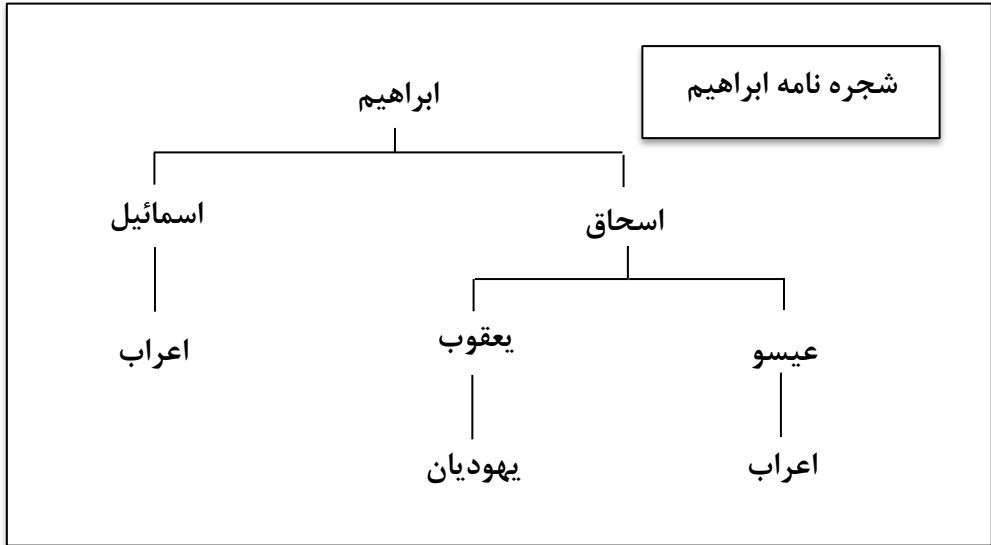 شجره نامه ابراهیم
ابراهیم
اسحاق
اسمائیل
عیسو
یعقوب
اعراب
اعراب
یهودیان